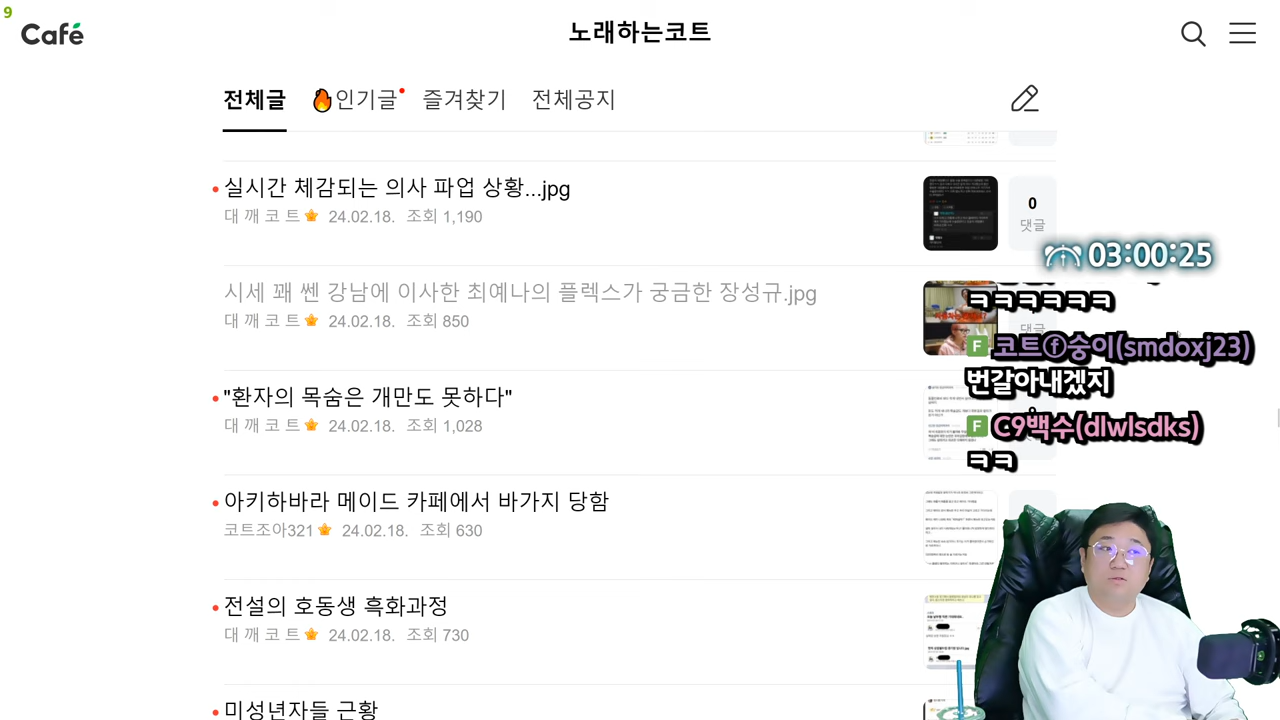 9
Café
노래하는코트
전체글 🔥인기글 즐겨찾기 전체공지
실시간 체감되는 의사 파업 상황...jpg
대 깨 코 트 24.02.18. 조회 1,190
0
댓글
03:00:25
시세 꽤 쎈 강남에 이사한 최예나의 플렉스가 궁금한 장성규.jpg
대 깨 코 트 24.02.18. 조회 850
댓글
ㅋㅋㅋㅋㅋㅋ
F 코트ⓕ숭이(smdoxj23)
번갈아내겠지
"환자의 목숨은 개만도 못하다"
대 깨 코 트 24.02.18. 조회 1,028
F C9백수(dlwlsdks)
ㅋㅋ
아키하바라 메이드 카페에서 바가지 당함
321 24.02.18. 조회 630
전설의 호동생 흑화과정
대 깨 코 트 24.02.18. 조회 730
미성년자들 근황